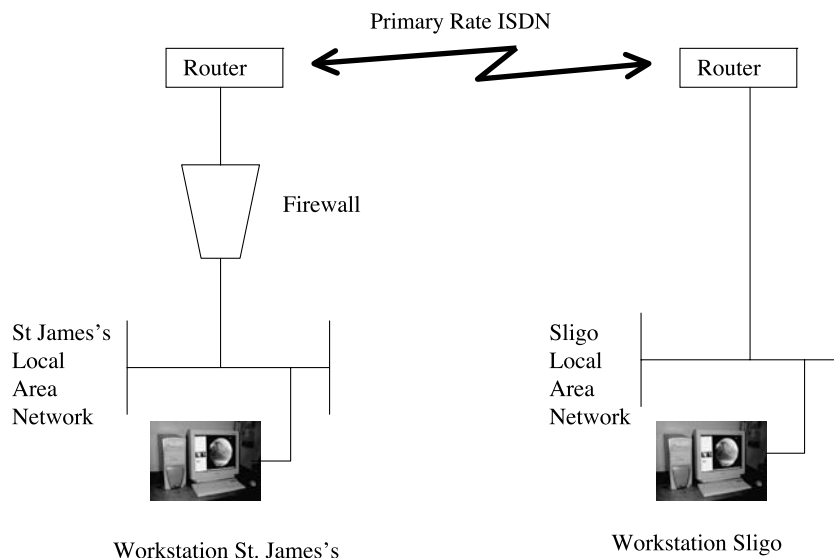 Primary Rate ISDN
Router
Router
Firewall
St James's
Local
Area
Network
Sligo
Local
Area
Network
Workstation St. James's
Workstation Sligo